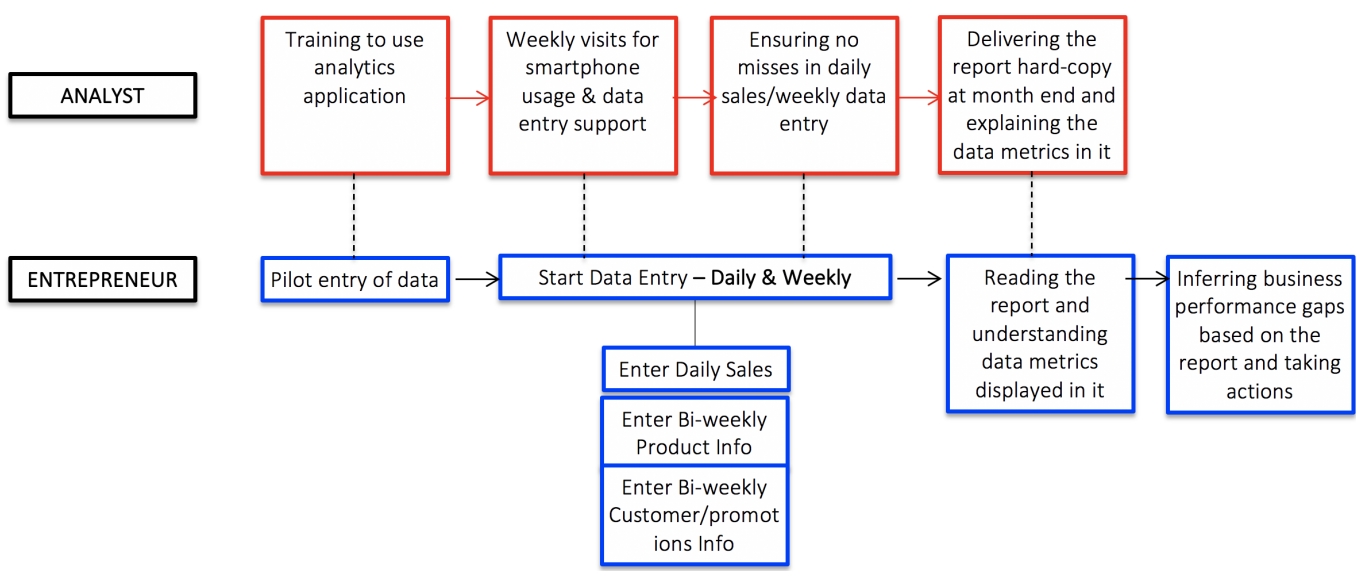 ANALYST
Training to use
analytics
application
Weekly visits for
smartphone
usage & data
entry support
Ensuring no
misses in daily
sales/weekly data
entry
Delivering the
report hard-copy
at month end and
explaining the
data metrics in it
ENTREPRENEUR
Pilot entry of data
Start Data Entry – Daily & Weekly
Enter Daily Sales
Enter Bi-weekly
Product Info
Enter Bi-weekly
Customer/promot
ions Info
Reading the
report and
understanding
data metrics
displayed in it
Inferring business
performance gaps
based on the
report and taking
actions